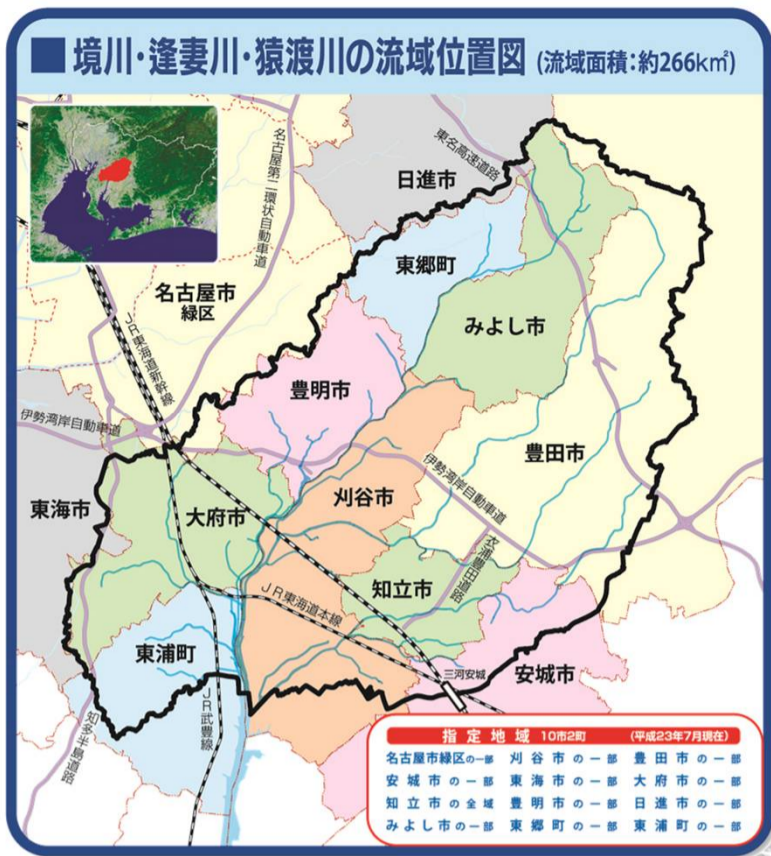 ■境川・逢妻川・猿渡川の流域位置図 (流域面積:約266k㎡)
東名高速道路
名古屋第二環状自動車道
日進市
東郷町
名古屋市
緑区
みよし市
JR東海道新幹線
豊明市
伊勢湾岸自動車道
豊田市
伊勢湾岸自動車道
東海市
刈谷市
大府市
衣浦豊田道路
知立市
JR東海道本線
東浦町
三河安城
安城市
JR武豊線
知多半島道路
指定地域 10市2町 (平成23年7月現在)
名古屋市緑区の一部 刈谷市の一部 豊田市の一部
安城市の一部 東海市の一部 大府市の一部
知立市の全域 豊明市の一部 日進市の一部
みよし市の一部 東郷町の一部 東浦町の一部